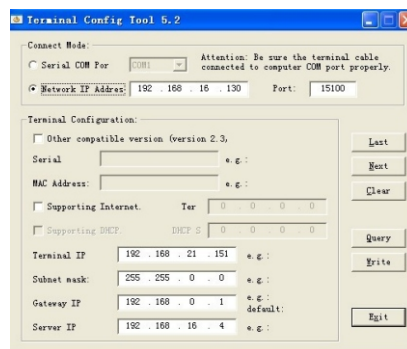 Terminal Config Tool 5.2
Connect Mode:
Serial COM Por COM1 Attention: Be sure the terminal cable connected to computer COM port properly.
Network IP Addres 192 . 168 . 16 . 130 Port: 15100
Terminal Configuration:
Other compatible version (version 2.3,
Serial e.g.:
MAC Address: e.g.:
Supporting Internet. Ter 0 . 0 . 0 . 0
Supporting DHCP. DHCP S 0 . 0 . 0 . 0
Terminal IP 192 . 168 . 21 . 151 e.g.:
Subnet mask: 255 . 255 . 0 . 0 e.g.:
Gateway IP 192 . 168 . 0 . 1 e.g.: default:
Server IP 192 . 168 . 16 . 4 e.g.:
Last
Next
Clear
Query
Write
Exit